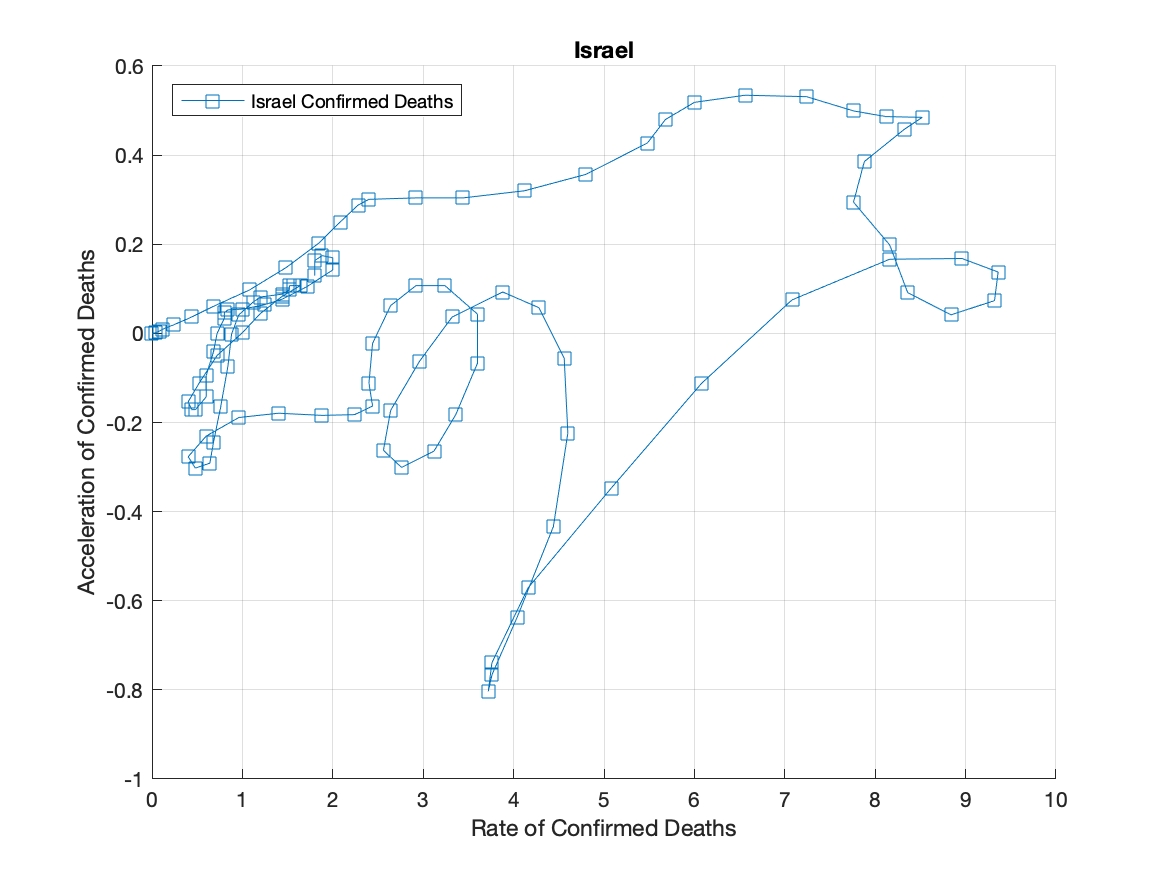 Israel
Israel Confirmed Deaths
0.6
0.4
0.2
0
-0.2
-0.4
-0.6
-0.8
-1
0 1 2 3 4 5 6 7 8 9 10
Acceleration of Confirmed Deaths
Rate of Confirmed Deaths